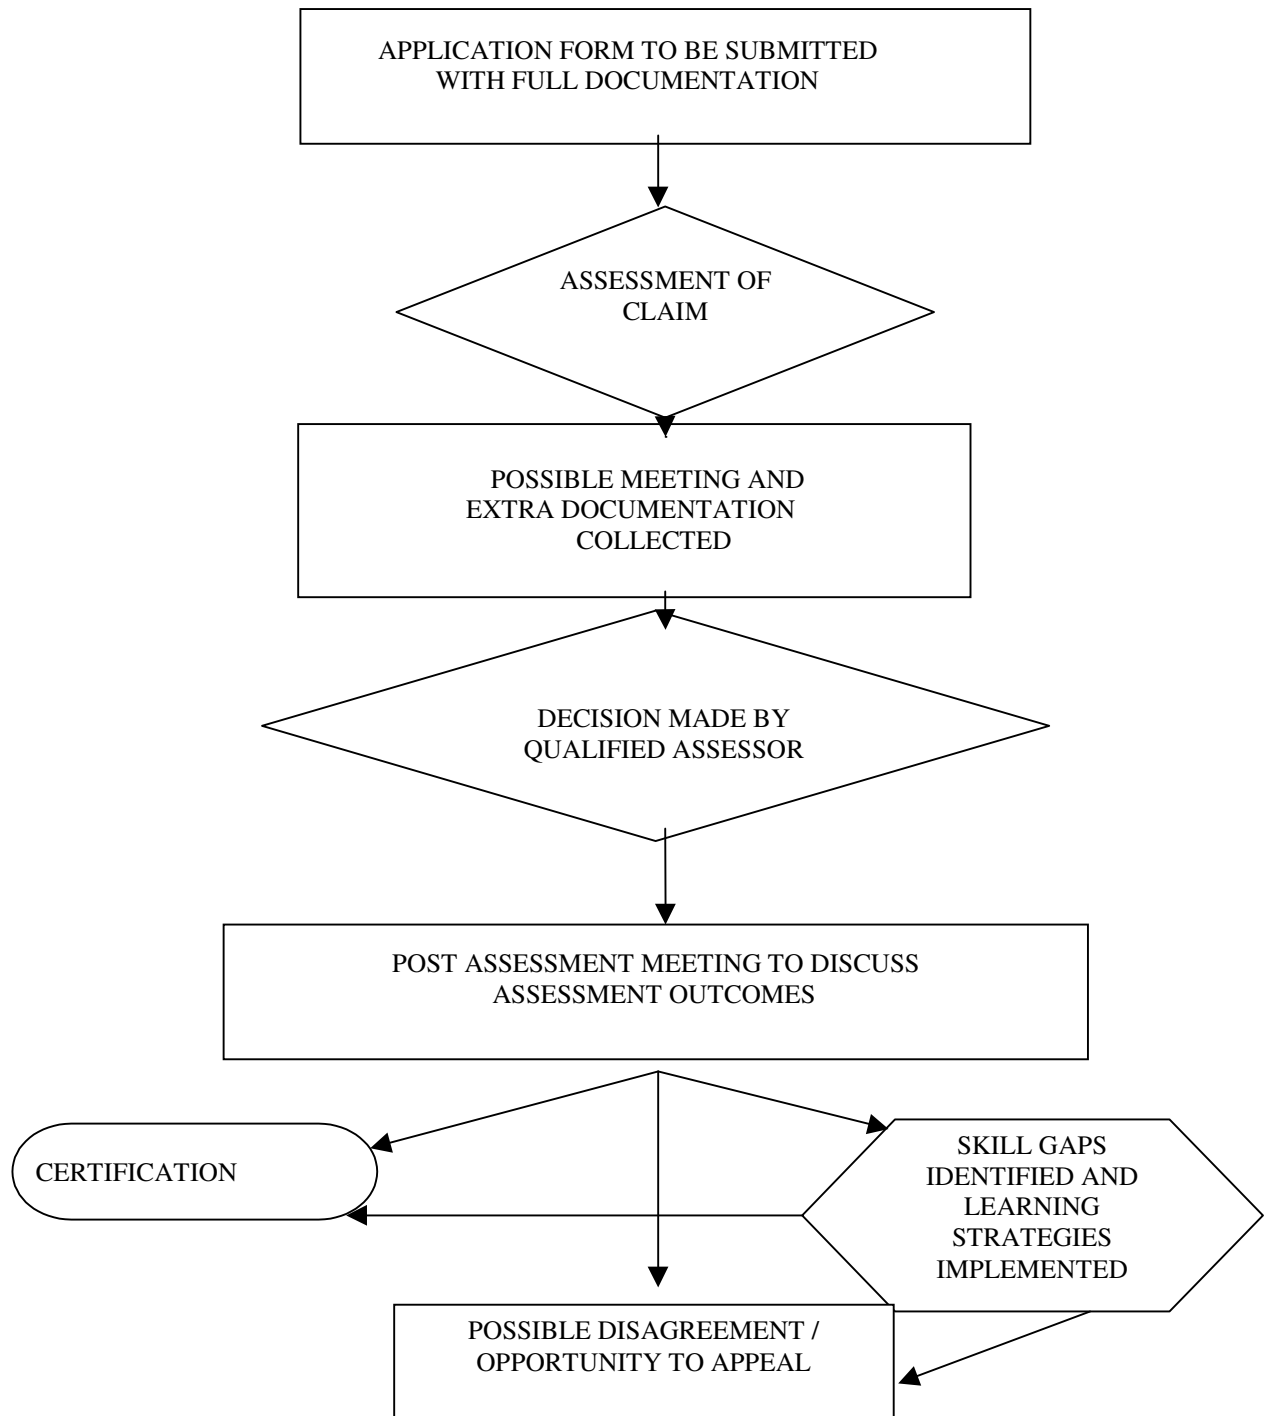 APPLICATION FORM TO BE SUBMITTED
WITH FULL DOCUMENTATION
ASSESSMENT OF
CLAIM
POSSIBLE MEETING AND
EXTRA DOCUMENTATION
COLLECTED
DECISION MADE BY
QUALIFIED ASSESSOR
POST ASSESSMENT MEETING TO DISCUSS
ASSESSMENT OUTCOMES
CERTIFICATION
SKILL GAPS
IDENTIFIED AND
LEARNING
STRATEGIES
IMPLEMENTED
POSSIBLE DISAGREEMENT /
OPPORTUNITY TO APPEAL